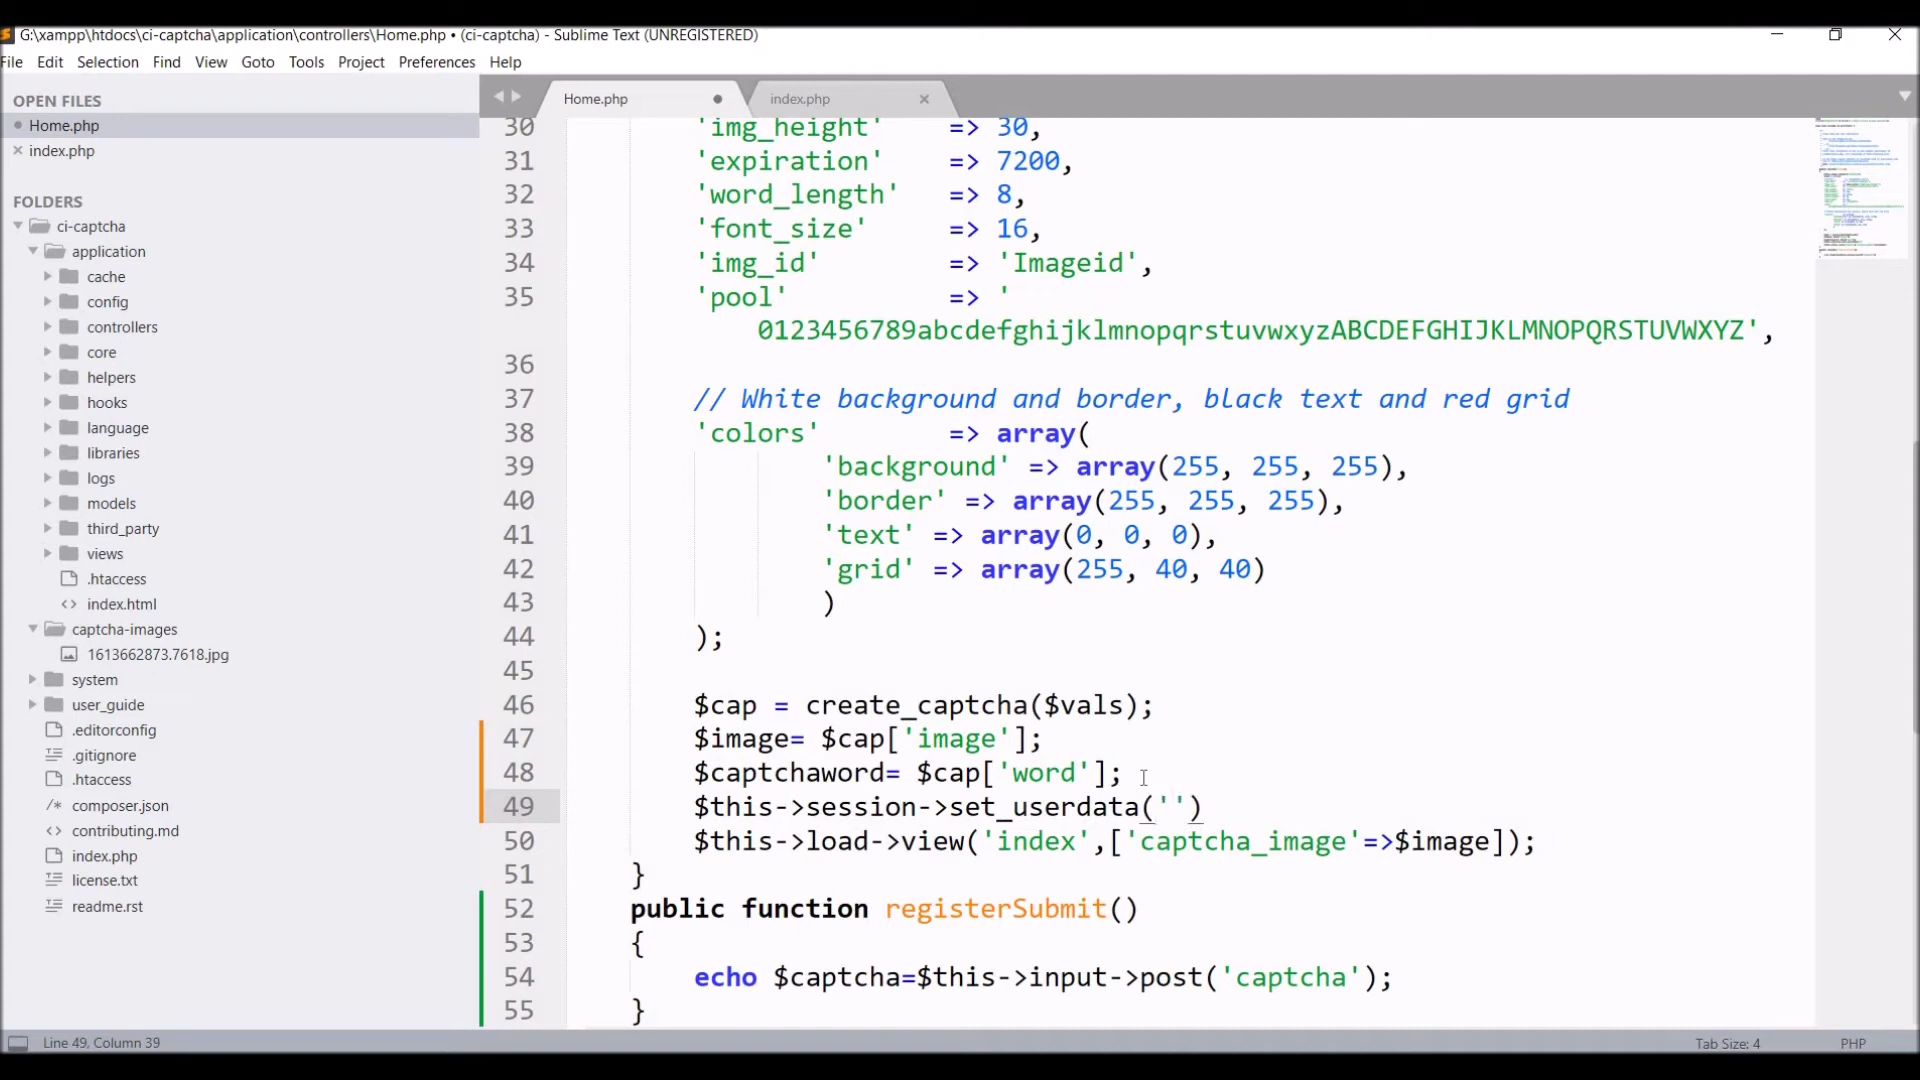 G:\xampp\htdocs\ci-captcha\application\controllers\Home.php • (ci-captcha) - Sublime Text (UNREGISTERED)
File Edit Selection Find View Goto Tools Project Preferences Help
OPEN FILES
Home.php
index.php
FOLDERS
ci-captcha
application
cache
config
controllers
core
helpers
hooks
language
libraries
logs
models
third_party
views
.htaccess
index.html
captcha-images
1613662873.7618.jpg
system
user_guide
.editorconfig
.gitignore
.htaccess
composer.json
contributing.md
index.php
license.txt
readme.rst
Home.php index.php
30 'img_height' => 30,
31 'expiration' => 7200,
32 'word_length' => 8,
33 'font_size' => 16,
34 'img_id' => 'Imageid',
35 'pool' => '
0123456789abcdefghijklmnopqrstuvwxyzABCDEFGHIJKLMNOPQRSTUVWXYZ',
36
37 // White background and border, black text and red grid
38 'colors' => array(
39 'background' => array(255, 255, 255),
40 'border' => array(255, 255, 255),
41 'text' => array(0, 0, 0),
42 'grid' => array(255, 40, 40)
43 )
44 );
45
46 $cap = create_captcha($vals);
47 $image= $cap['image'];
48 $captchaword= $cap['word'];
49 $this->session->set_userdata('')
50 $this->load->view('index',['captcha_image'=>$image]);
51 }
52 public function registerSubmit()
53 {
54 echo $captcha=$this->input->post('captcha');
55 }
Line 49, Column 39 Tab Size: 4 PHP